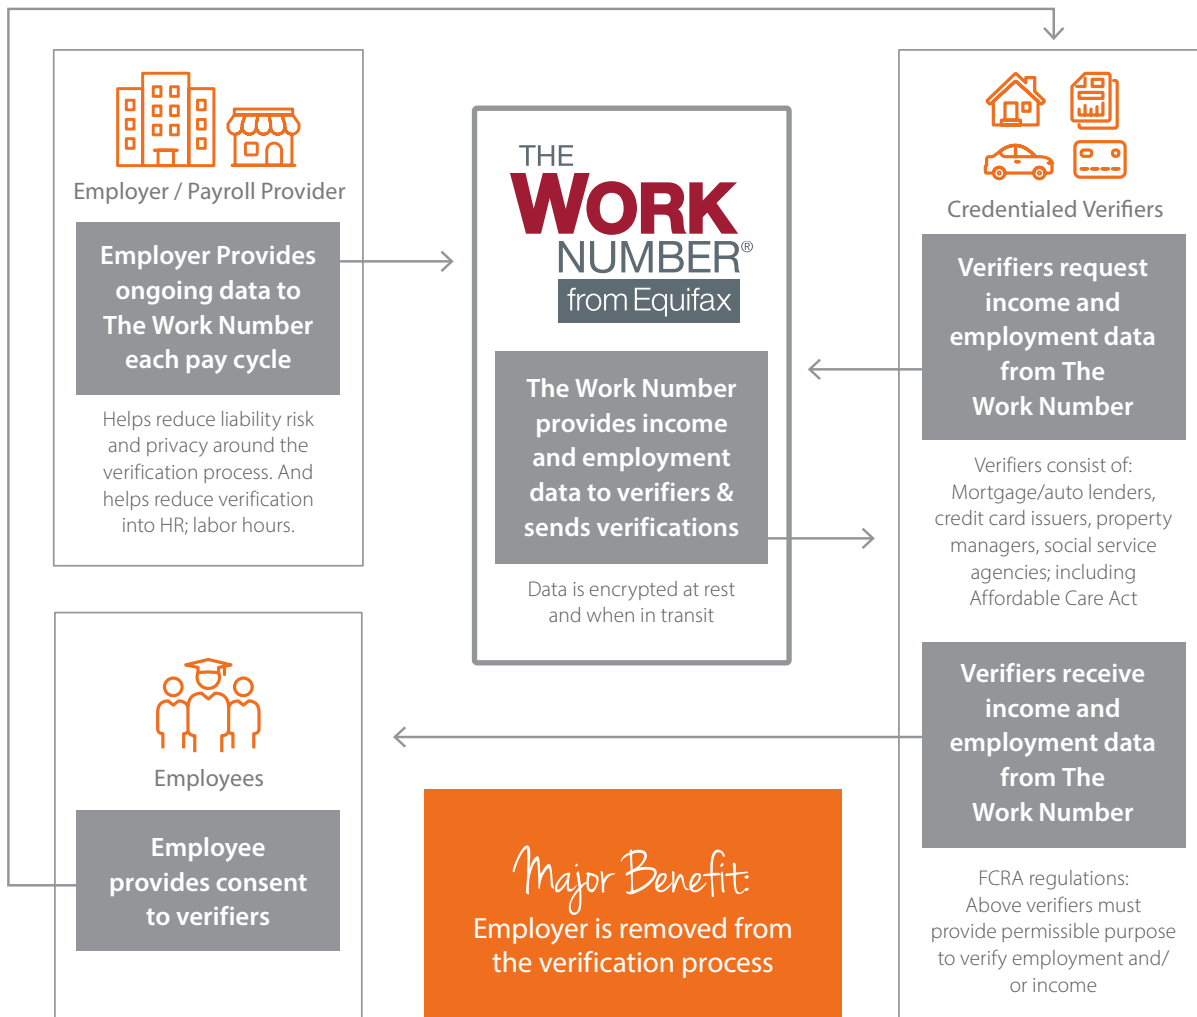 Employer / Payroll Provider
Employer Provides
ongoing data to
The Work Number
each pay cycle
Helps reduce liability risk
and privacy around the
verification process. And
helps reduce verification
into HR; labor hours.
THE
WORK
NUMBER®
from Equifax
The Work Number
provides income
and employment
data to verifiers &
sends verifications
Data is encrypted at rest
and when in transit
Credentialed Verifiers
Verifiers request
income and
employment data
from The
Work Number
Verifiers consist of:
Mortgage/auto lenders,
credit card issuers, property
managers, social service
agencies; including
Affordable Care Act
Verifiers receive
income and
employment data
from The
Work Number
FCRA regulations:
Above verifiers must
provide permissible purpose
to verify employment and/
or income
Employees
Employee
provides consent
to verifiers
Major Benefit:
Employer is removed from
the verification process